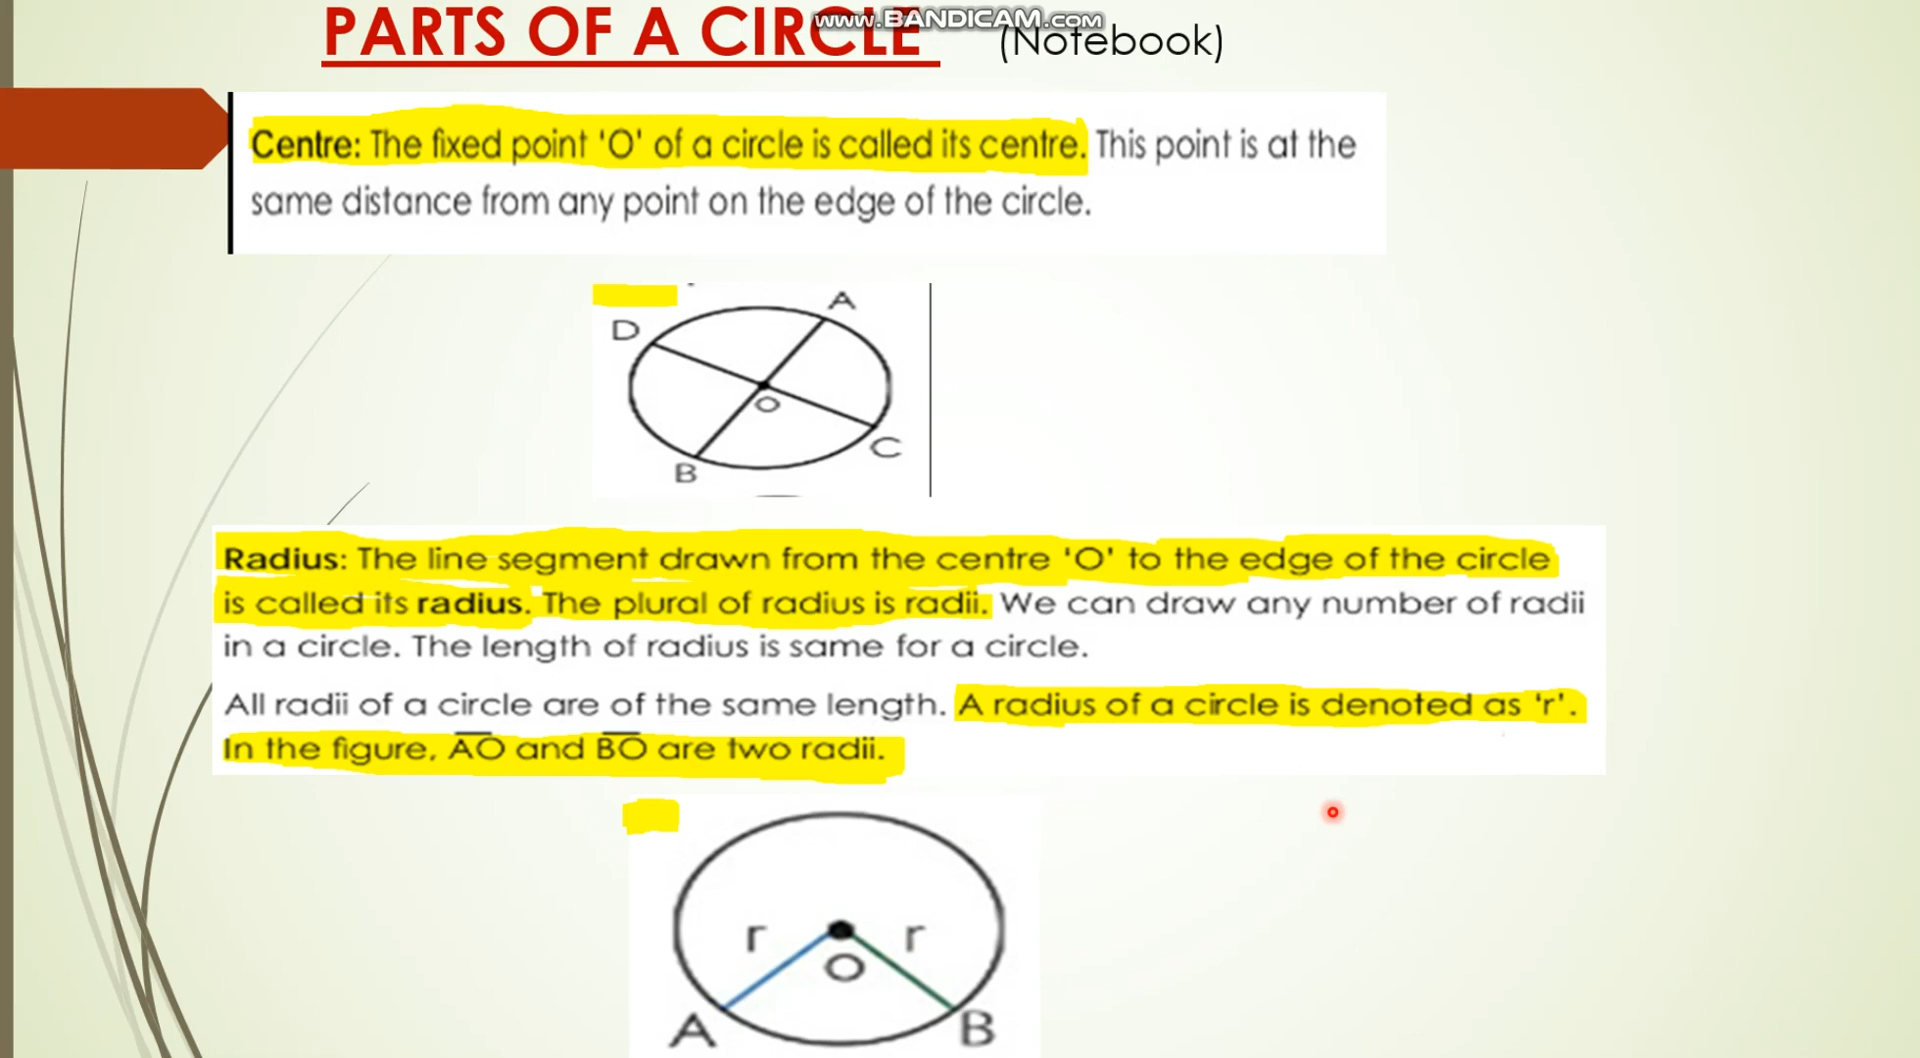 PARTS OF A CIRCLE (Notebook)
www.BANDICAM.com
Centre: The fixed point 'O' of a circle is called its centre. This point is at the
same distance from any point on the edge of the circle.
A
D
O
C
B
Radius: The line segment drawn from the centre 'O' to the edge of the circle
is called its radius. The plural of radius is radii. We can draw any number of radii
in a circle. The length of radius is same for a circle.
All radii of a circle are of the same length. A radius of a circle is denoted as 'r'.
In the figure, A̅O̅ and B̅O̅ are two radii.
r r
O
A B